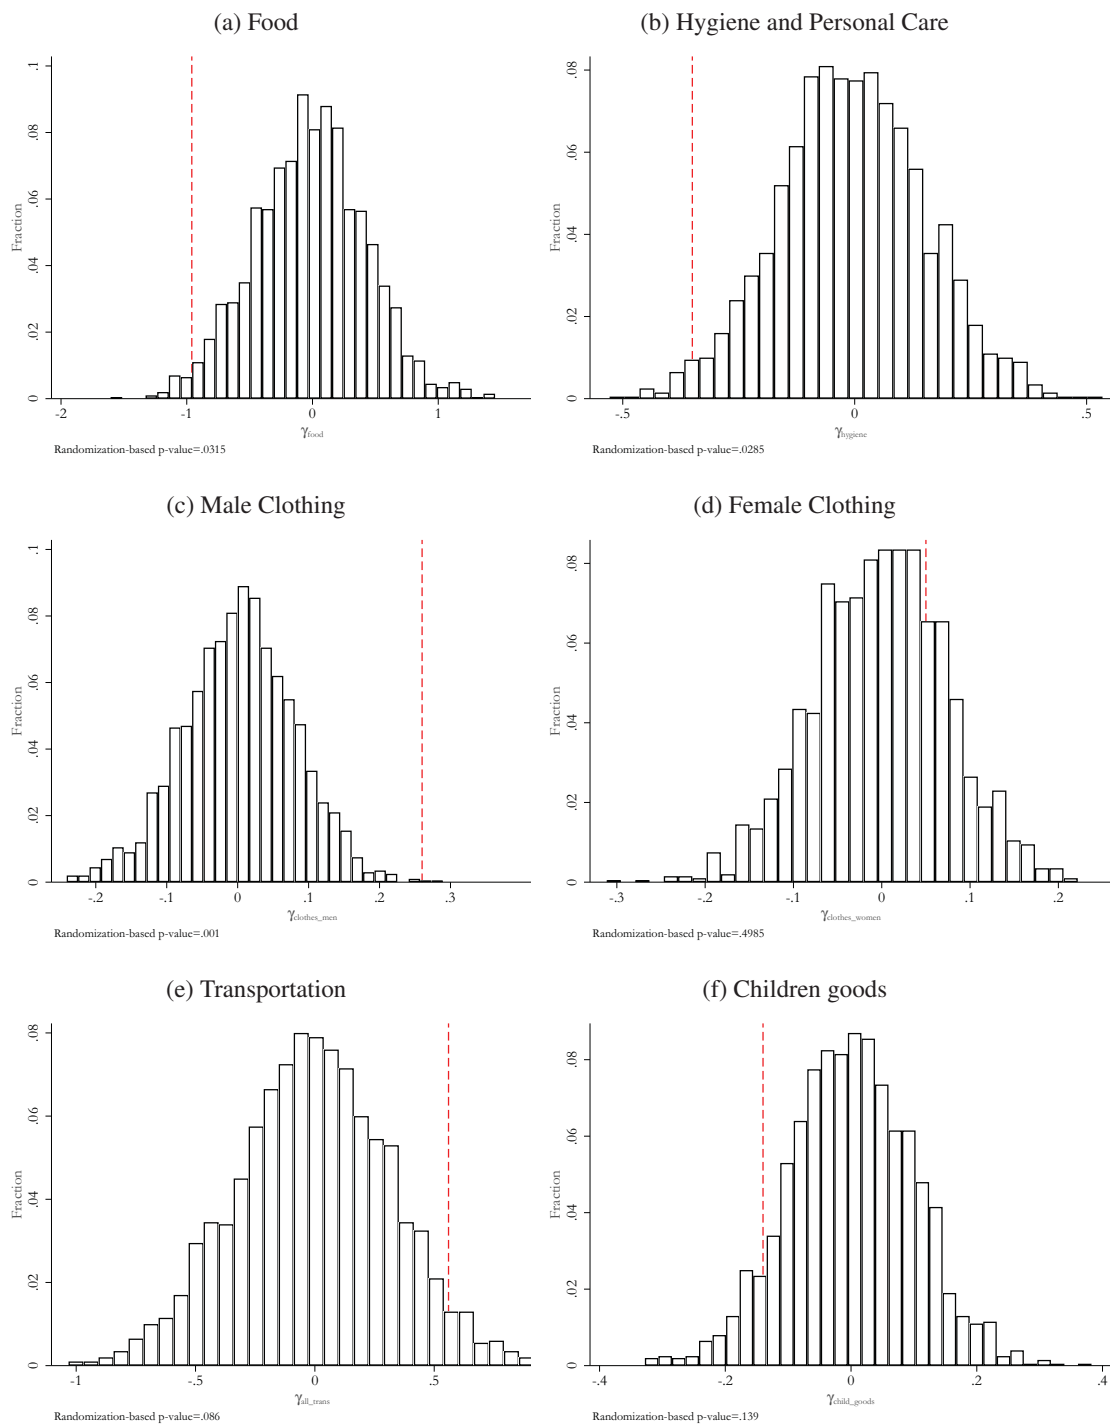 (a) Food
(b) Hygiene and Personal Care
Fraction
0 .02 .04 .06 .08 .1
-2 -1 0 1
γfood
Randomization-based p-value=.0315
Fraction
0 .02 .04 .06 .08
-.5 0 .5
γhygiene
Randomization-based p-value=.0285
(c) Male Clothing
(d) Female Clothing
Fraction
0 .02 .04 .06 .08 .1
-.2 -.1 0 .1 .2 .3
γclothes_men
Randomization-based p-value=.001
Fraction
0 .02 .04 .06 .08
-.3 -.2 -.1 0 .1 .2
γclothes_women
Randomization-based p-value=.4985
(e) Transportation
(f) Children goods
Fraction
0 .02 .04 .06 .08
-1 -.5 0 .5
γall_trans
Randomization-based p-value=.086
Fraction
0 .02 .04 .06 .08
-.4 -.2 0 .2 .4
γchild_goods
Randomization-based p-value=.139